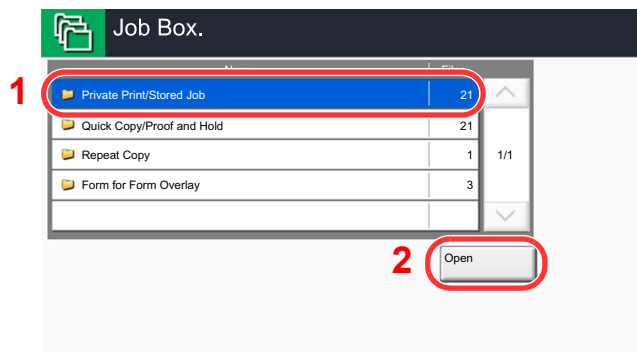 Job Box.
1
Private Print/Stored Job 21
Quick Copy/Proof and Hold 21
Repeat Copy 1 1/1
Form for Form Overlay 3
2 Open